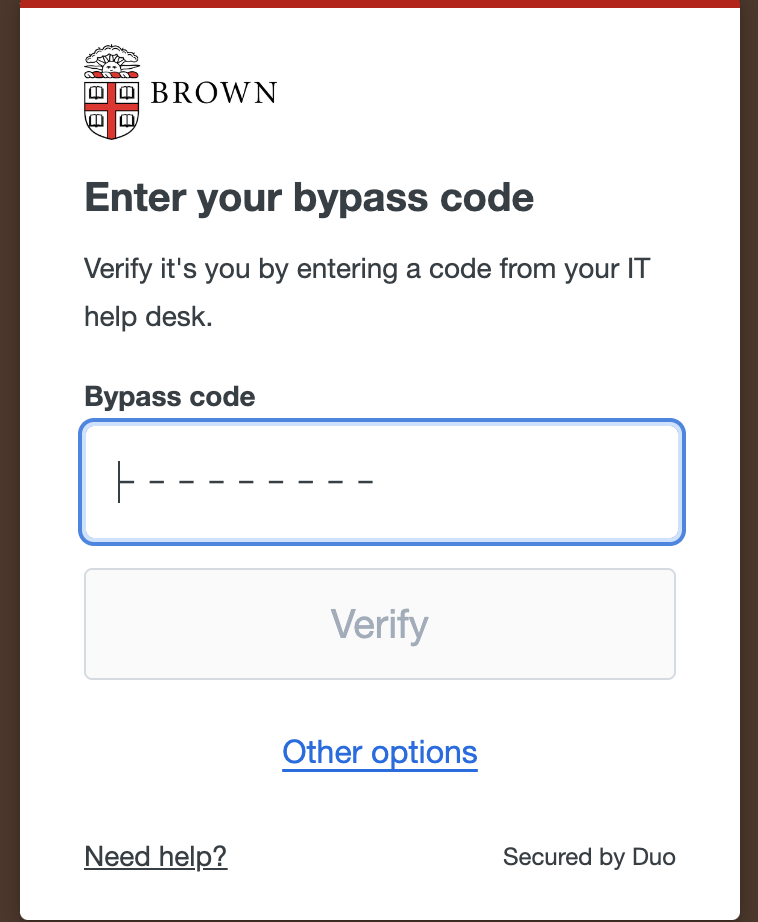 BROWN
Enter your bypass code
Verify it's you by entering a code from your IT
help desk.
Bypass code
- - - - - - - - -
Verify
Other options
Need help?
Secured by Duo